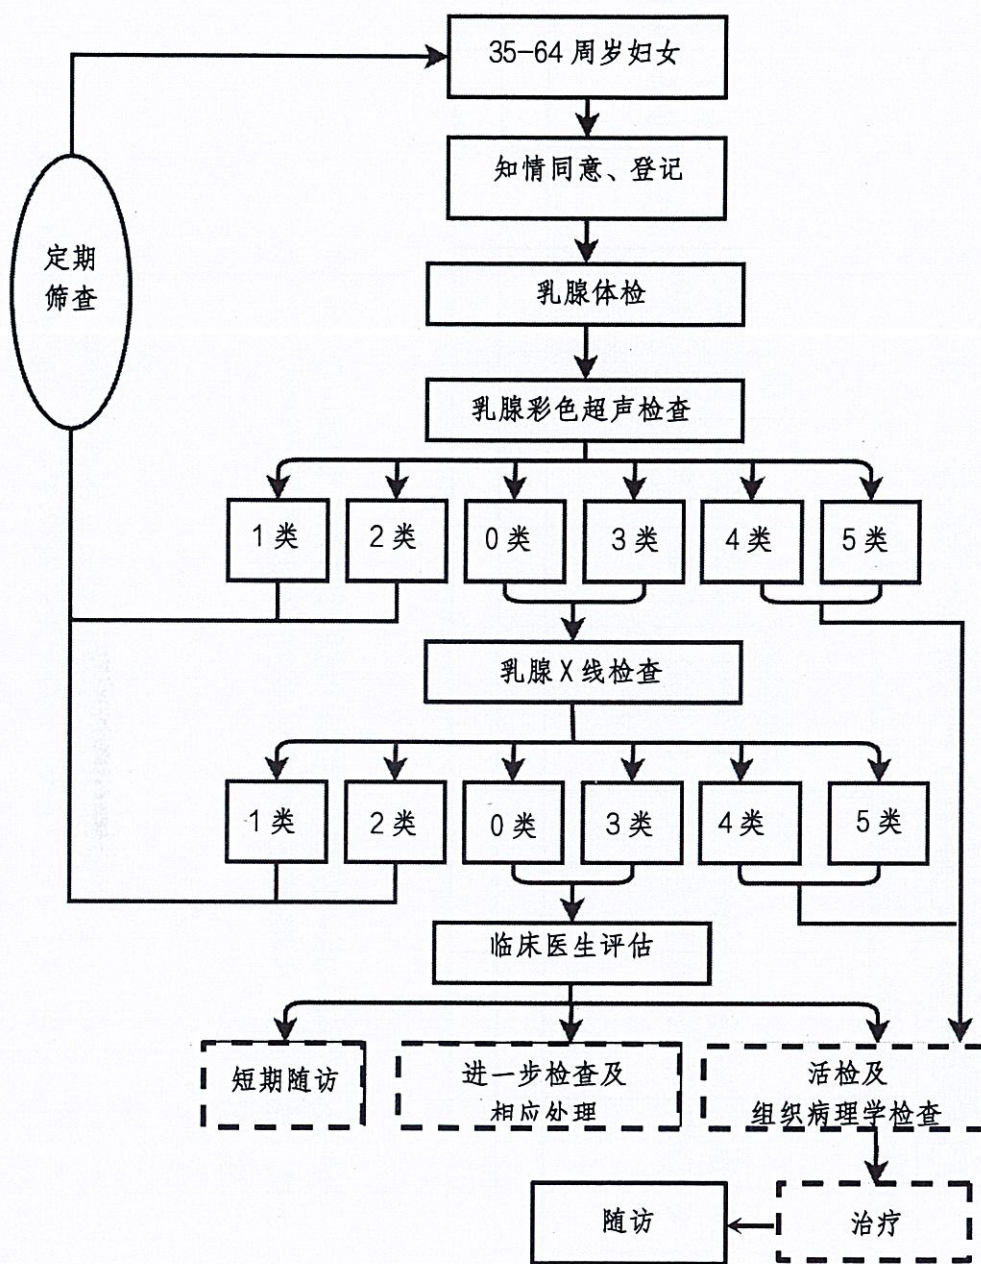 35-64 周岁妇女
知情同意、登记
定期
筛查
乳腺体检
乳腺彩色超声检查
1 类
2 类
0 类
3 类
4 类
5 类
乳腺 X 线检查
1 类
2 类
0 类
3 类
4 类
5 类
临床医生评估
短期随访
进一步检查及
相应处理
活检及
组织病理学检查
随访
治疗